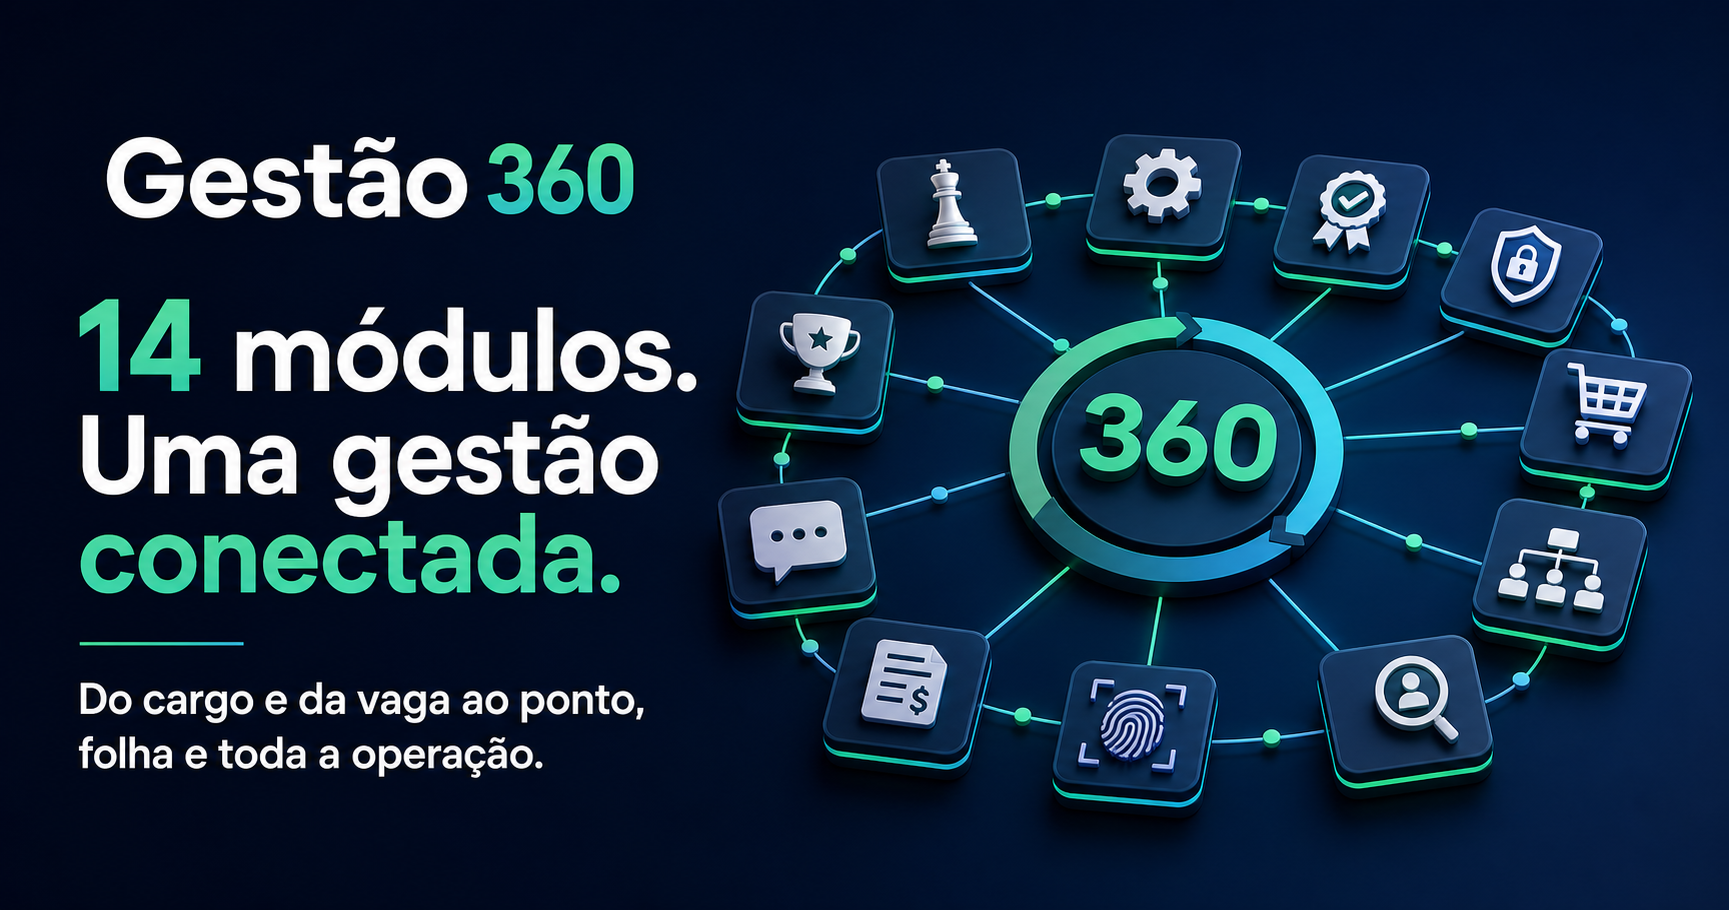 Gestão 360
14 módulos.
Uma gestão
conectada.
Do cargo e da vaga ao ponto,
folha e toda a operação.
360
$